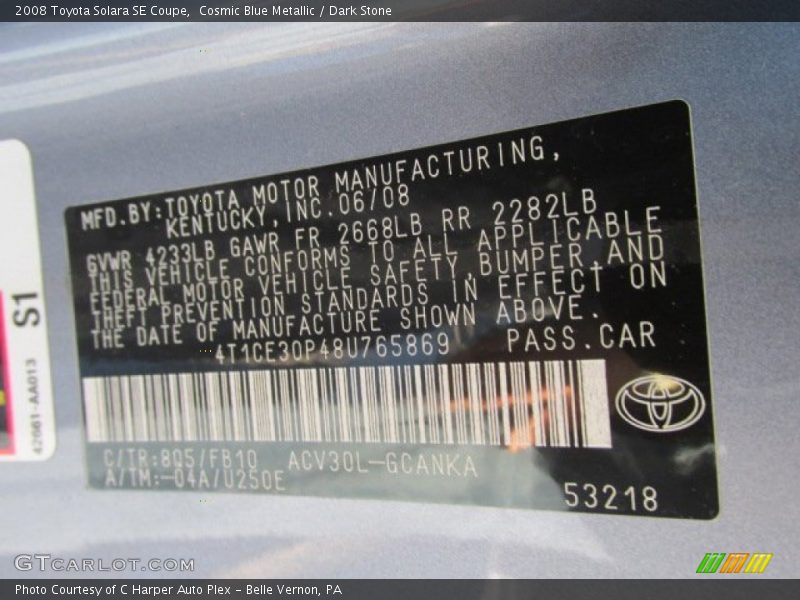 2008 Toyota Solara SE Coupe, Cosmic Blue Metallic / Dark Stone
MFD.BY:TOYOTA MOTOR MANUFACTURING,
KENTUCKY,INC.06/08
GVWR 4233LB GAWR FR 2668LB RR 2282LB
THIS VEHICLE CONFORMS TO ALL APPLICABLE
FEDERAL MOTOR VEHICLE SAFETY,BUMPER AND
THEFT PREVENTION STANDARDS IN EFFECT ON
THE DATE OF MANUFACTURE SHOWN ABOVE.
4T1CE30P48U765869 PASS.CAR
C/TR:8Q5/FB10 ACV30L-GCANKA
A/TM:-04A/U250E
53218
S1
42661-AA013
GTCARLOT.COM
Photo Courtesy of C Harper Auto Plex - Belle Vernon, PA